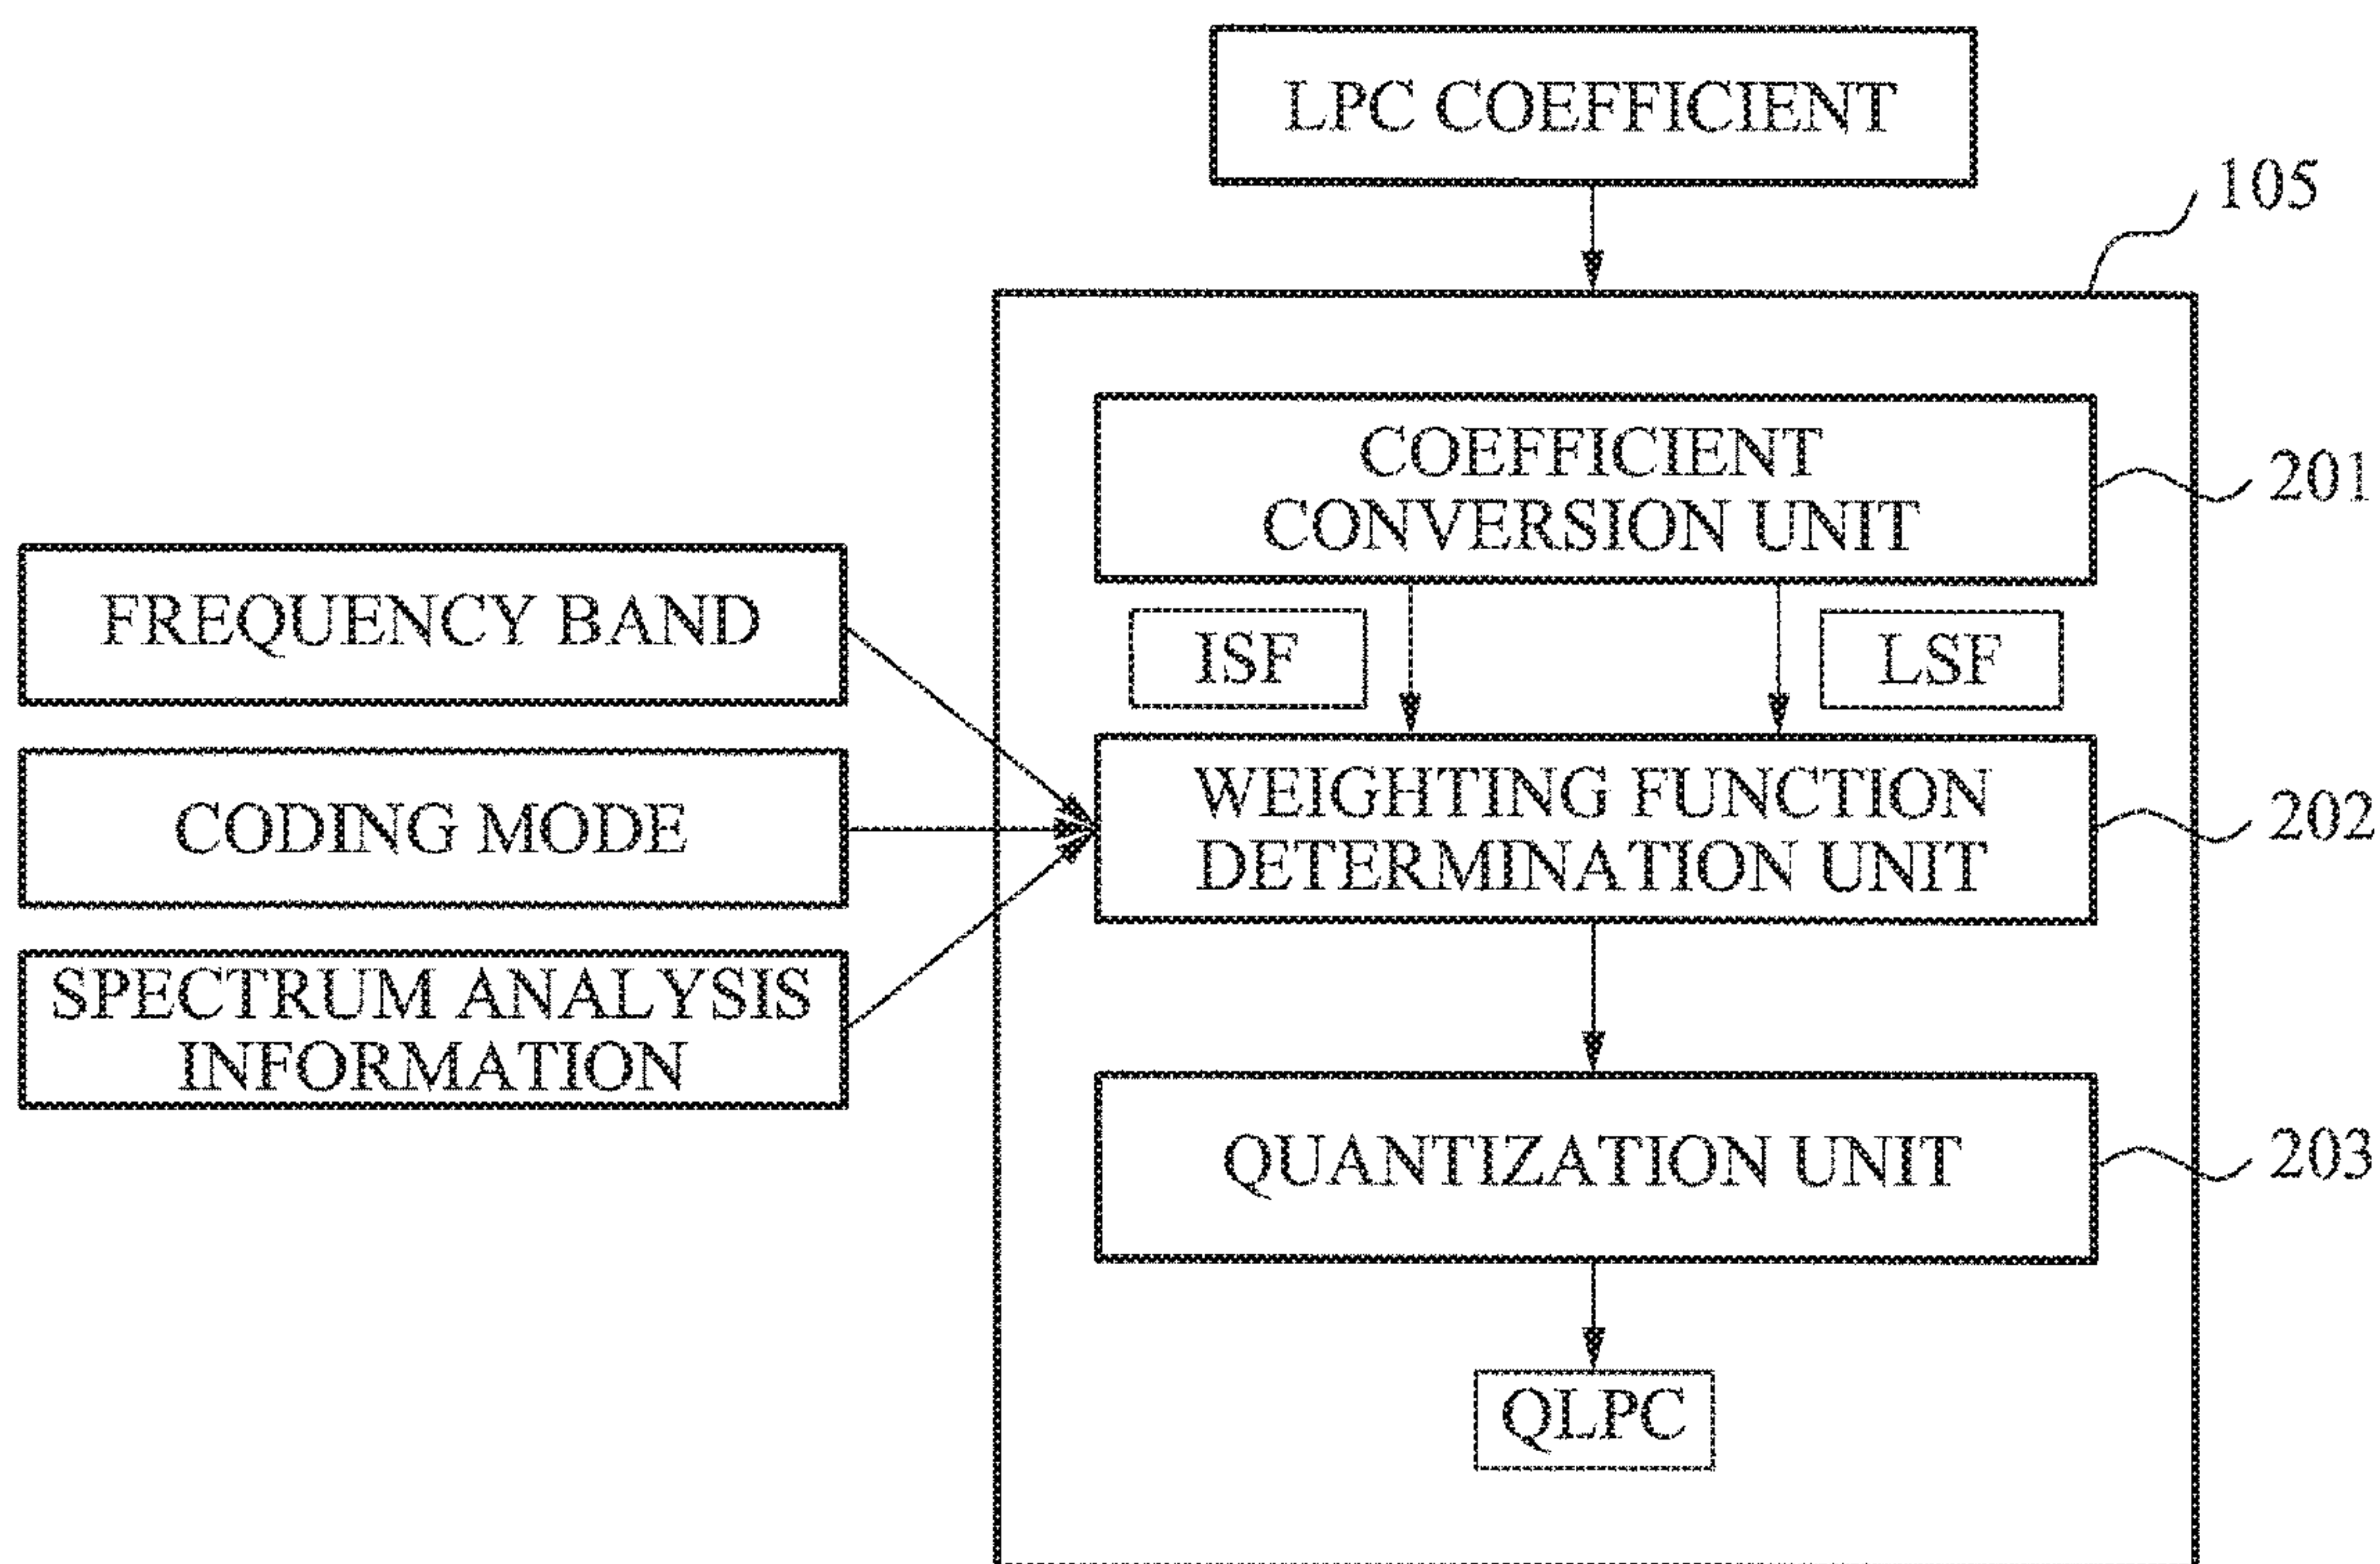 LPC COEFFICIENT
105
COEFFICIENT
CONVERSION UNIT
201
FREQUENCY BAND
ISF
LSF
CODING MODE
WEIGHTING FUNCTION
DETERMINATION UNIT
202
SPECTRUM ANALYSIS
INFORMATION
QUANTIZATION UNIT
203
QLPC